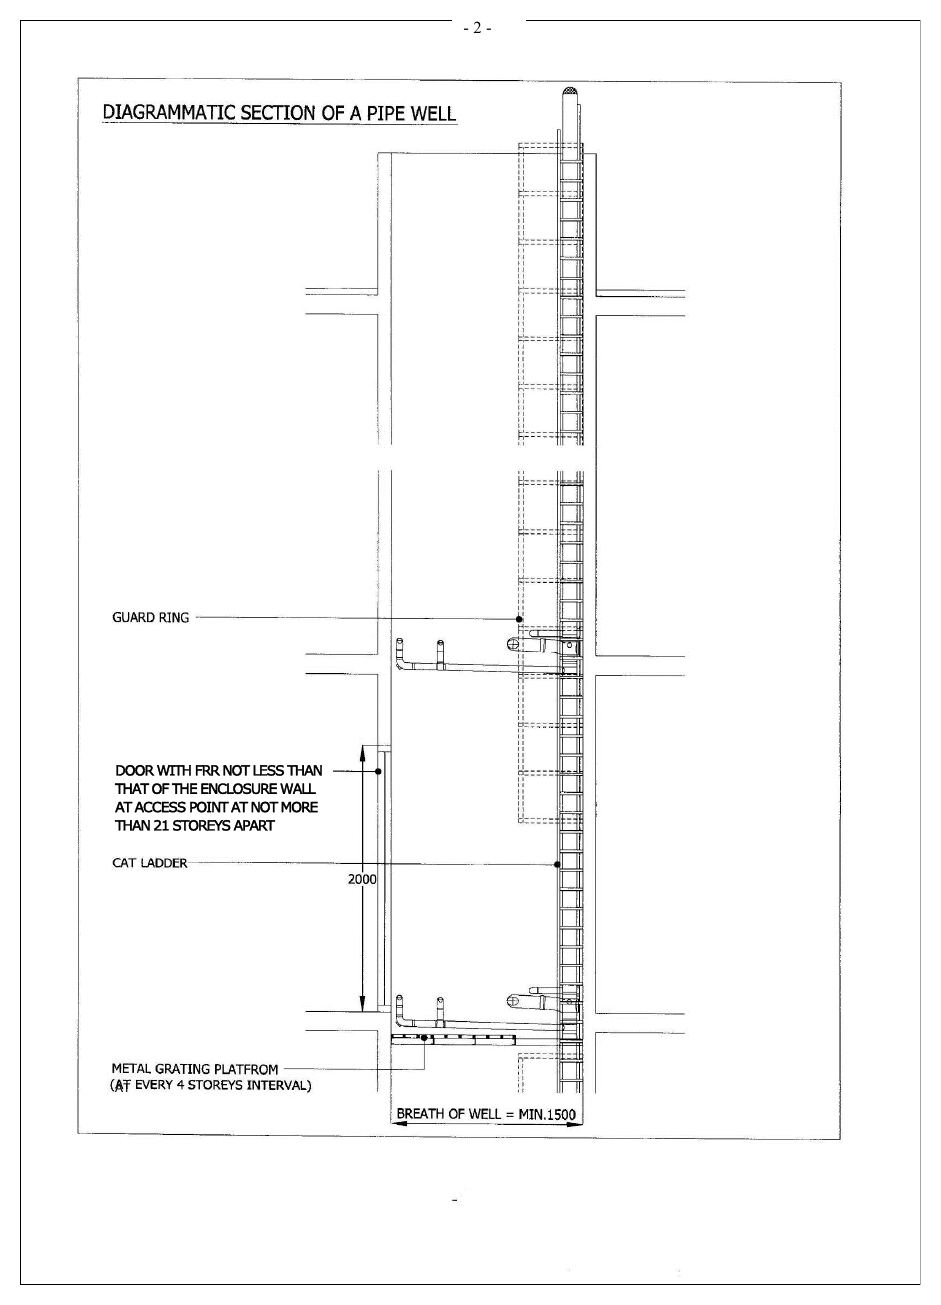 - 2 -
DIAGRAMMATIC SECTION OF A PIPE WELL
GUARD RING
DOOR WITH FRR NOT LESS THAN
THAT OF THE ENCLOSURE WALL
AT ACCESS POINT AT NOT MORE
THAN 21 STOREYS APART
CAT LADDER
2000
METAL GRATING PLATFROM
(AT EVERY 4 STOREYS INTERVAL)
BREATH OF WELL = MIN.1500
-